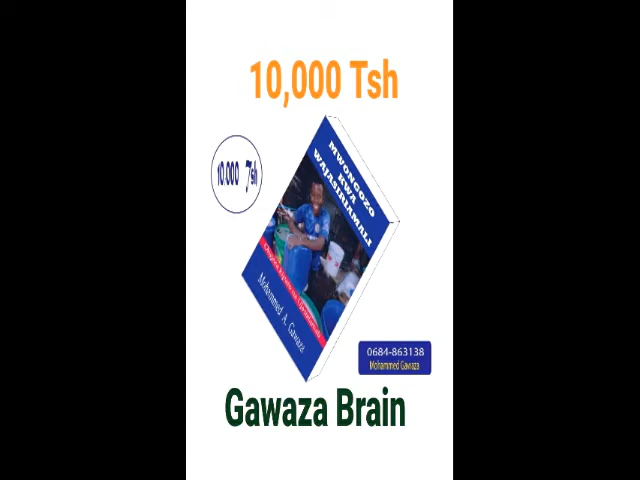 10,000 Tsh
10.000 Tsh
MWONGOZO
KWA
WAJASIRIAMALI
Mohammed A. Gawaza
0684-863138
Mohammed Gawaza
Gawaza Brain